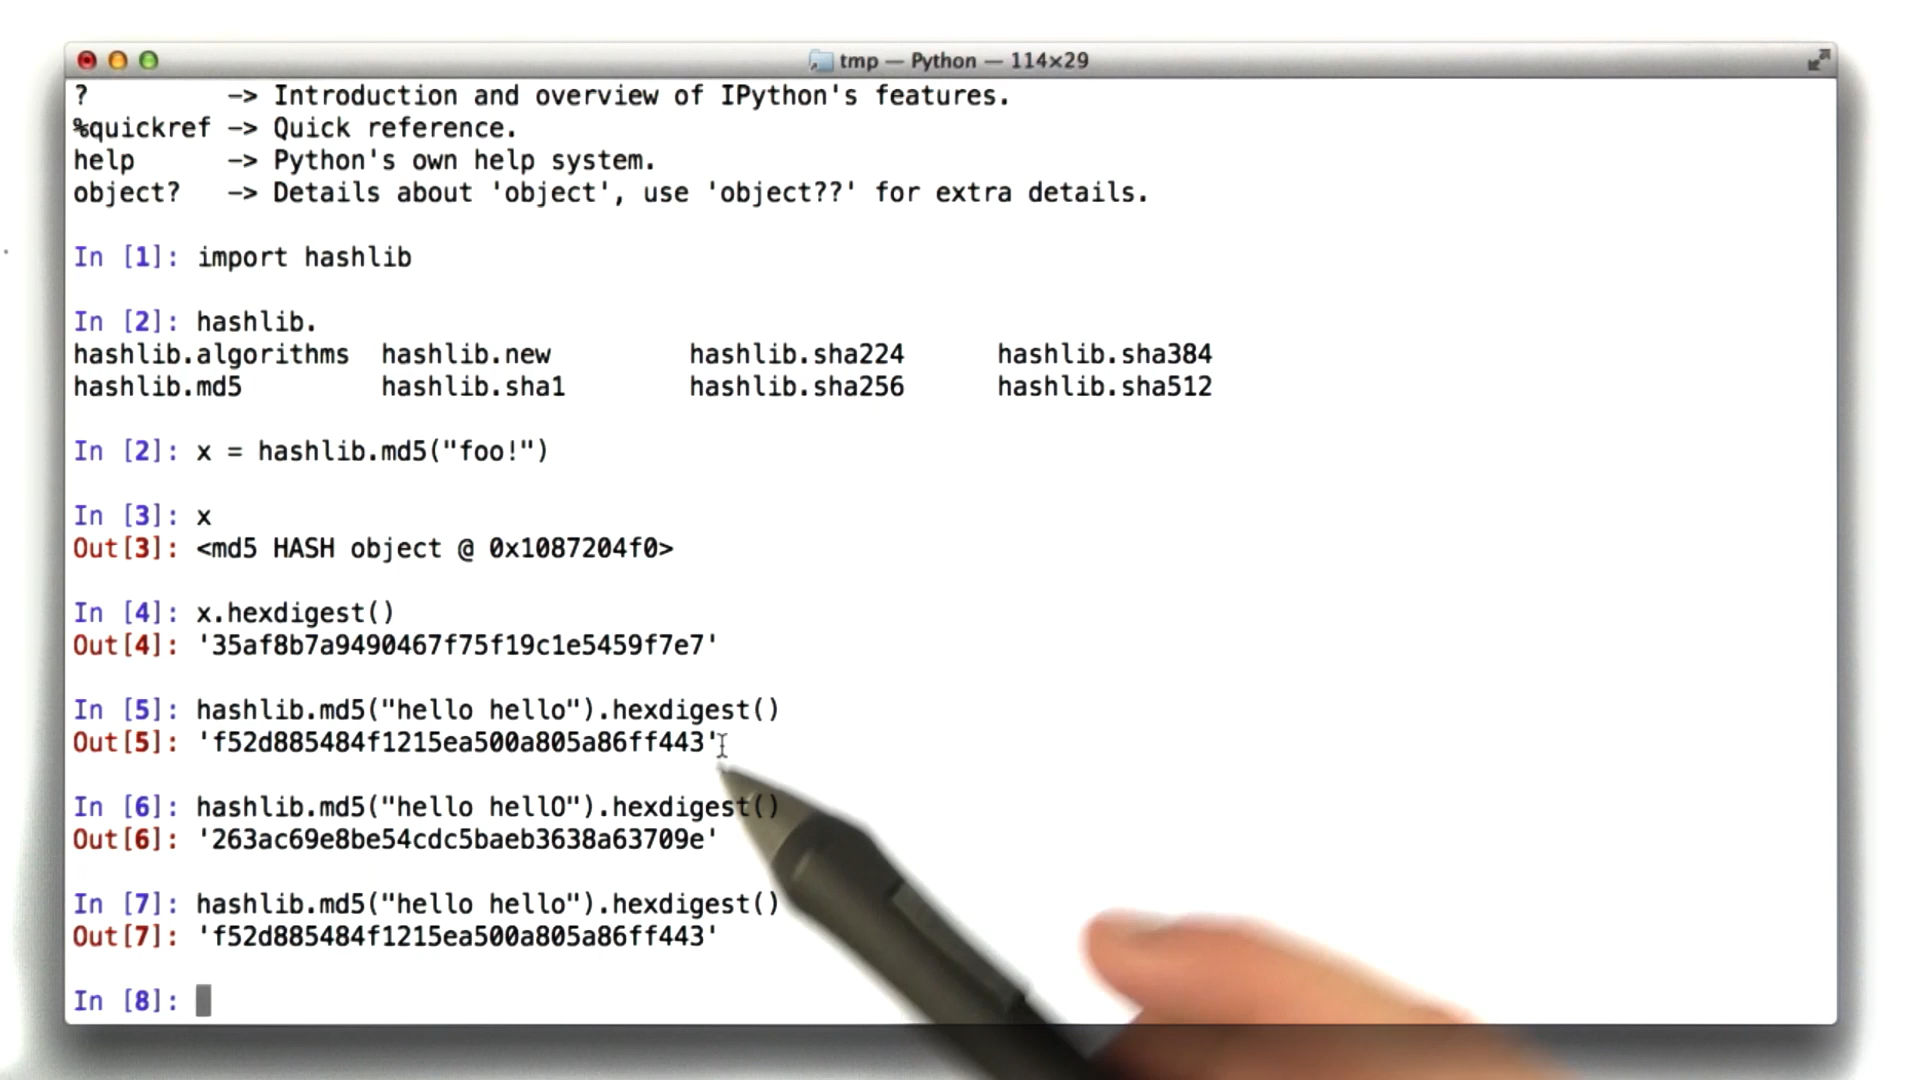 tmp — Python — 114×29
?         -> Introduction and overview of IPython's features.
%quickref -> Quick reference.
help      -> Python's own help system.
object?   -> Details about 'object', use 'object??' for extra details.
In [1]: import hashlib
In [2]: hashlib.
hashlib.algorithms  hashlib.new         hashlib.sha224      hashlib.sha384
hashlib.md5         hashlib.sha1        hashlib.sha256      hashlib.sha512
In [2]: x = hashlib.md5("foo!")
In [3]: x
Out[3]: <md5 HASH object @ 0x1087204f0>
In [4]: x.hexdigest()
Out[4]: '35af8b7a9490467f75f19c1e5459f7e7'
In [5]: hashlib.md5("hello hello").hexdigest()
Out[5]: 'f52d885484f1215ea500a805a86ff443'
In [6]: hashlib.md5("hello hellO").hexdigest()
Out[6]: '263ac69e8be54cdc5baeb3638a63709e'
In [7]: hashlib.md5("hello hello").hexdigest()
Out[7]: 'f52d885484f1215ea500a805a86ff443'
In [8]: